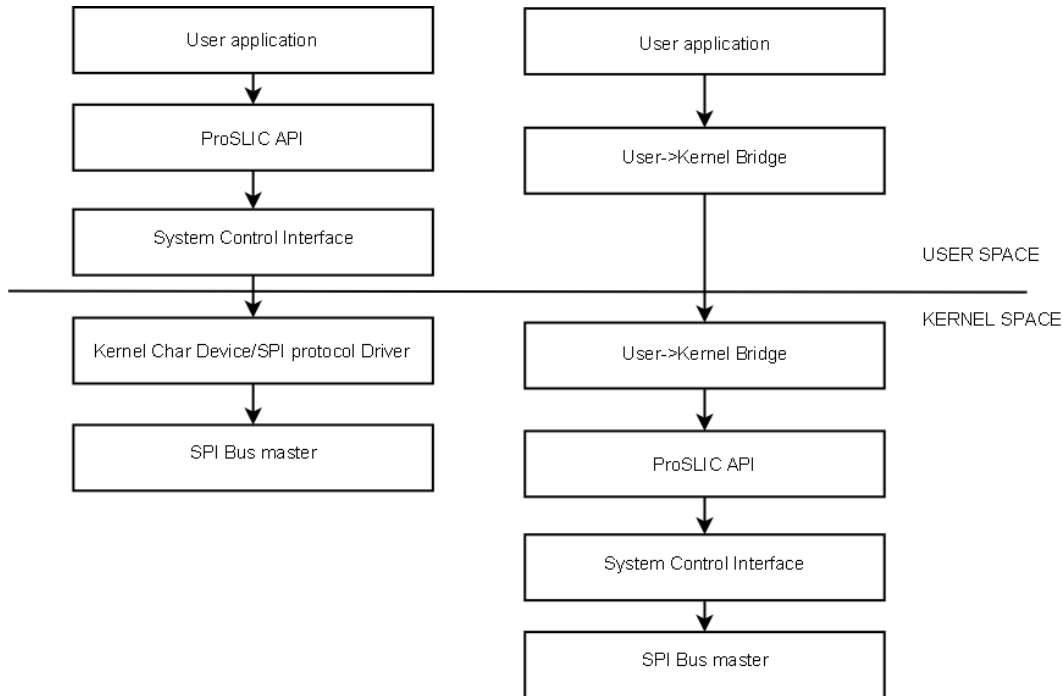 User application
ProSLIC API
System Control Interface
Kernel Char Device/SPI protocol Driver
SPI Bus master
User application
User->Kernel Bridge
USER SPACE
KERNEL SPACE
User->Kernel Bridge
ProSLIC API
System Control Interface
SPI Bus master